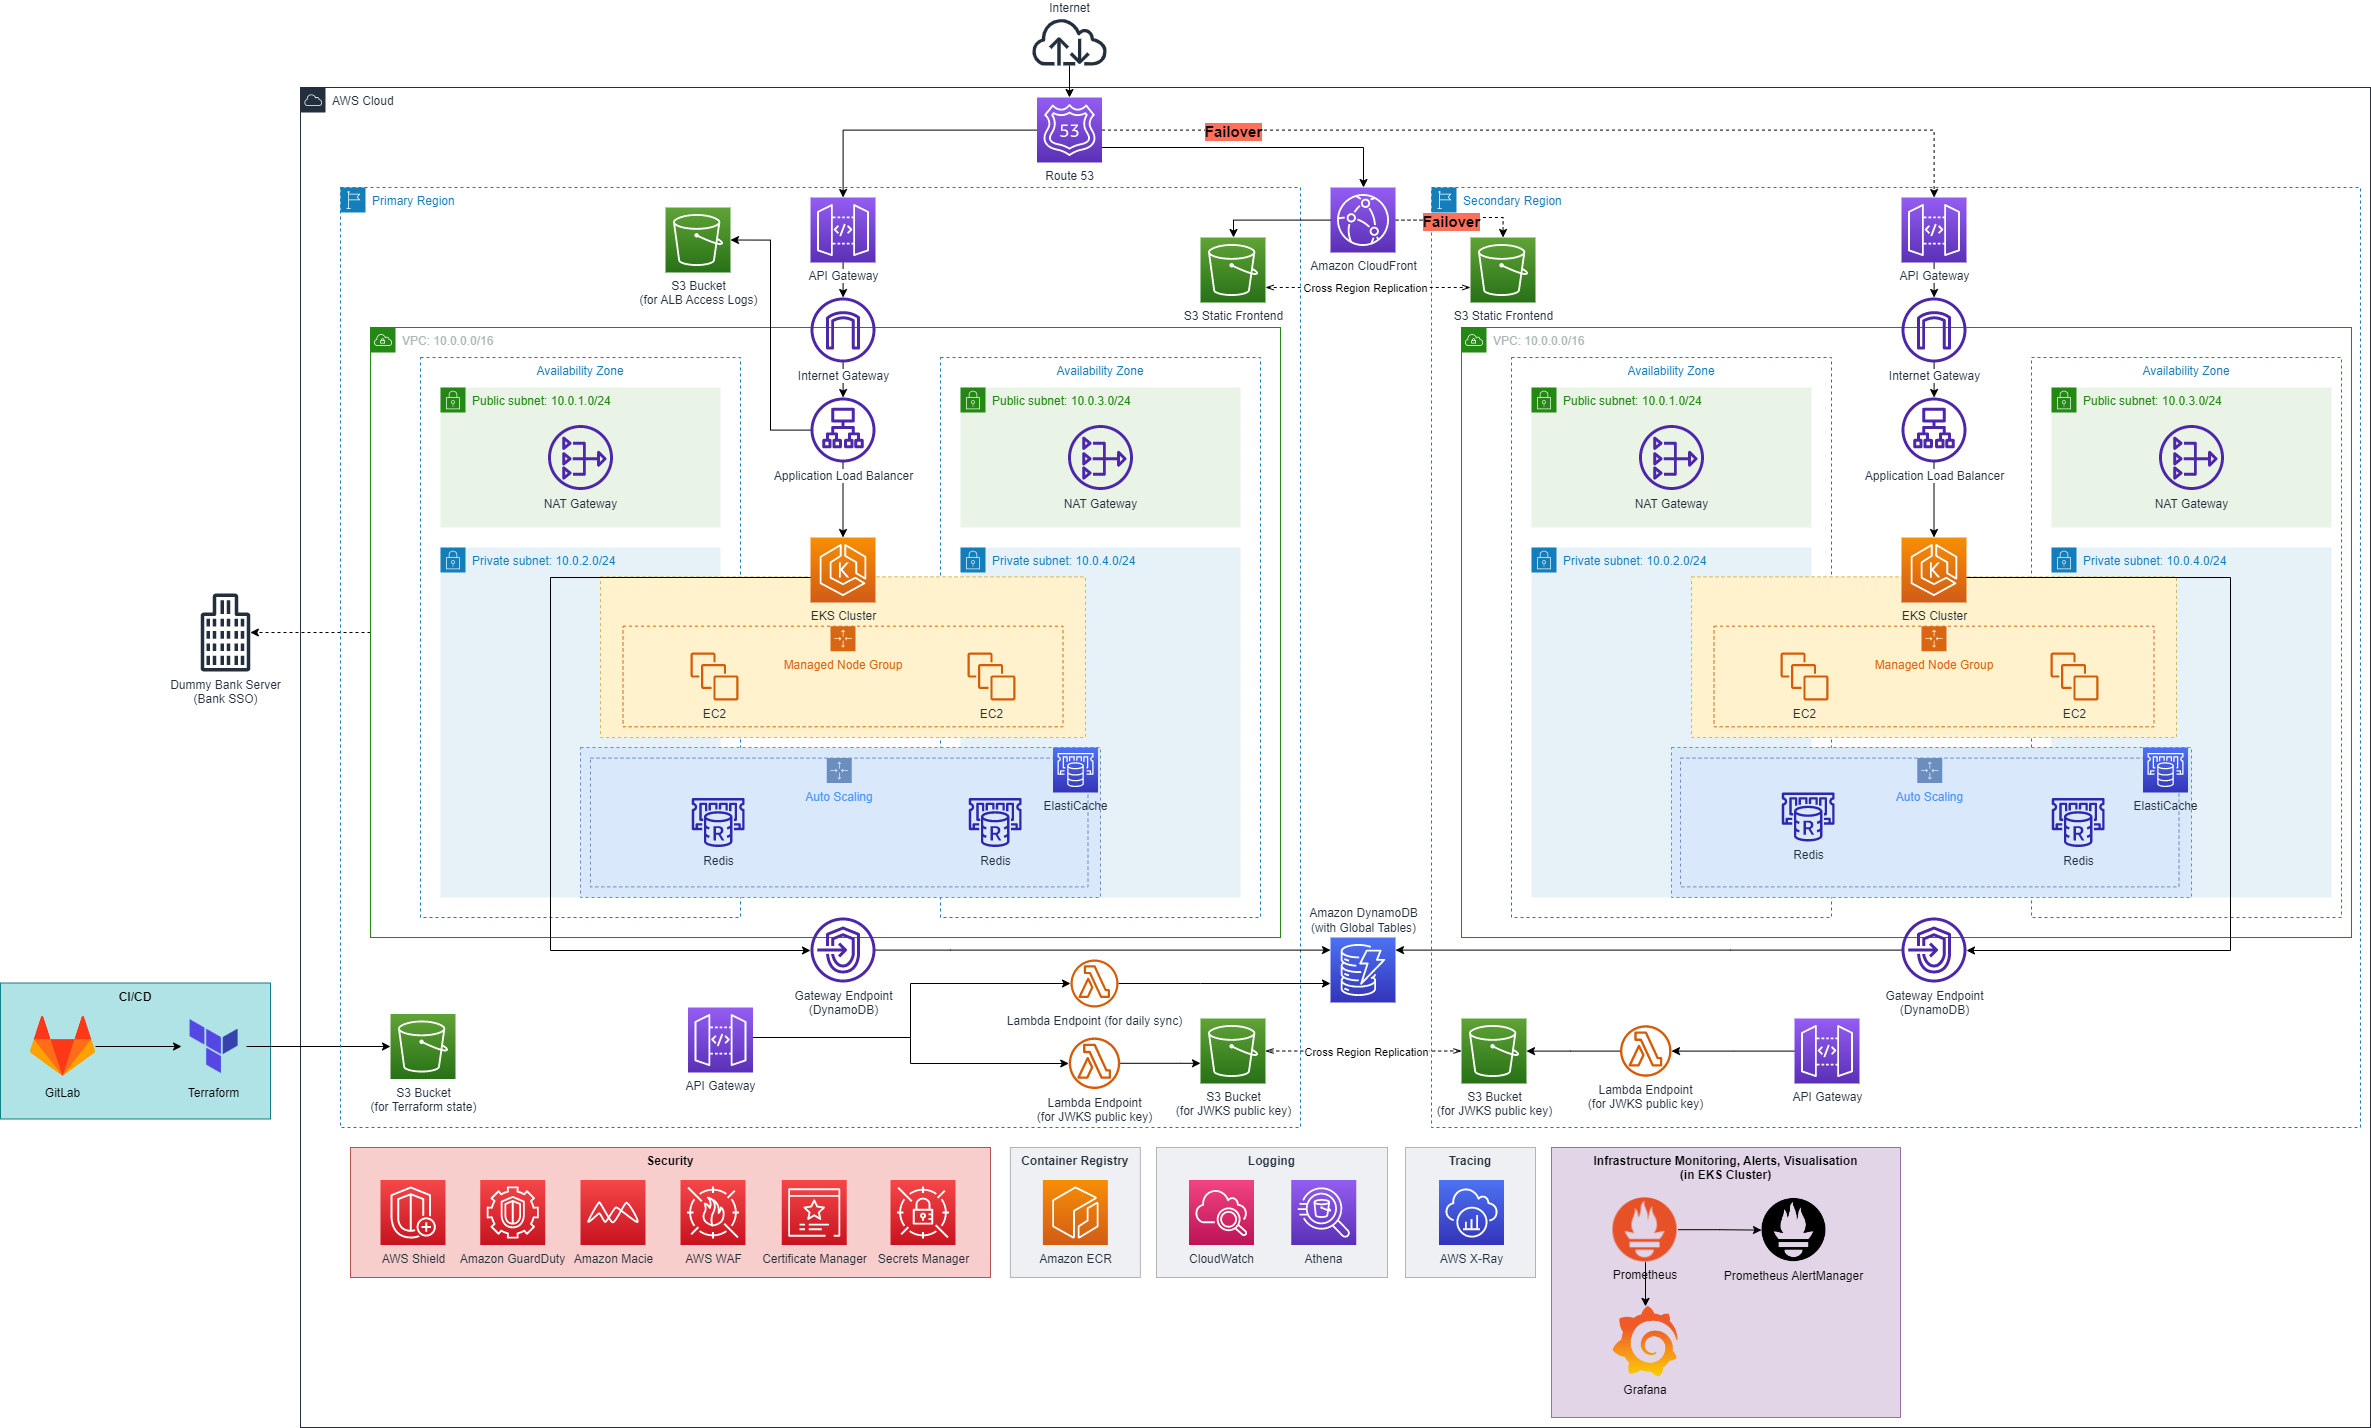 Internet
AWS Cloud
53
Failover
Route 53
Primary Region
Secondary Region
Failover
API Gateway
S3 Bucket
(for ALB Access Logs)
Amazon CloudFront
API Gateway
Cross Region Replication
S3 Static Frontend
S3 Static Frontend
VPC: 10.0.0.0/16
Availability Zone
Internet Gateway
Availability Zone
Public subnet: 10.0.1.0/24
Public subnet: 10.0.3.0/24
NAT Gateway
Application Load Balancer
NAT Gateway
Private subnet: 10.0.2.0/24
Private subnet: 10.0.4.0/24
K
EKS Cluster
Managed Node Group
EC2
EC2
Auto Scaling
ElastiCache
R
R
Redis
Redis
VPC: 10.0.0.0/16
Availability Zone
Internet Gateway
Availability Zone
Public subnet: 10.0.1.0/24
Public subnet: 10.0.3.0/24
NAT Gateway
Application Load Balancer
NAT Gateway
Private subnet: 10.0.2.0/24
Private subnet: 10.0.4.0/24
K
EKS Cluster
Managed Node Group
EC2
EC2
Auto Scaling
ElastiCache
R
R
Redis
Redis
Dummy Bank Server
(Bank SSO)
Amazon DynamoDB
(with Global Tables)
Gateway Endpoint
(DynamoDB)
Gateway Endpoint
(DynamoDB)
CI/CD
GitLab
Terraform
S3 Bucket
(for Terraform state)
API Gateway
Lambda Endpoint (for daily sync)
Lambda Endpoint
(for JWKS public key)
S3 Bucket
(for JWKS public key)
Cross Region Replication
S3 Bucket
(for JWKS public key)
Lambda Endpoint
(for JWKS public key)
API Gateway
Security
AWS Shield
Amazon GuardDuty
Amazon Macie
AWS WAF
Certificate Manager
Secrets Manager
Container Registry
Amazon ECR
Logging
CloudWatch
Athena
Tracing
AWS X-Ray
Infrastructure Monitoring, Alerts, Visualisation
(in EKS Cluster)
Prometheus
Prometheus AlertManager
Grafana